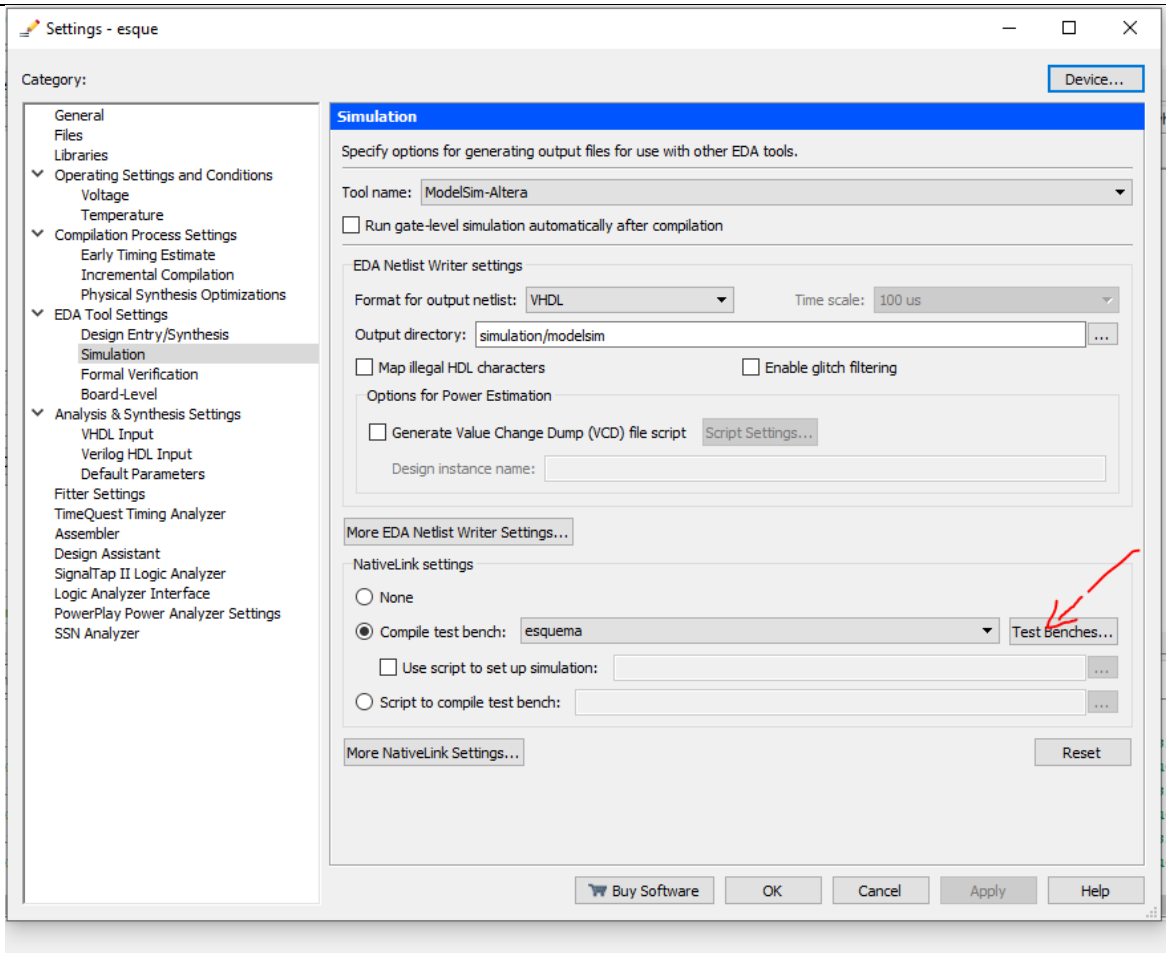 Settings - esque
Category:
Device...
General
Files
Libraries
Operating Settings and Conditions
Voltage
Temperature
Compilation Process Settings
Early Timing Estimate
Incremental Compilation
Physical Synthesis Optimizations
EDA Tool Settings
Design Entry/Synthesis
Simulation
Formal Verification
Board-Level
Analysis & Synthesis Settings
VHDL Input
Verilog HDL Input
Default Parameters
Fitter Settings
TimeQuest Timing Analyzer
Assembler
Design Assistant
SignalTap II Logic Analyzer
Logic Analyzer Interface
PowerPlay Power Analyzer Settings
SSN Analyzer
Simulation
Specify options for generating output files for use with other EDA tools.
Tool name: ModelSim-Altera
Run gate-level simulation automatically after compilation
EDA Netlist Writer settings
Format for output netlist: VHDL Time scale: 100 us
Output directory: simulation/modelsim ...
Map illegal HDL characters Enable glitch filtering
Options for Power Estimation
Generate Value Change Dump (VCD) file script Script Settings...
Design instance name:
More EDA Netlist Writer Settings...
NativeLink settings
None
Compile test bench: esquema Test Benches...
Use script to set up simulation: ...
Script to compile test bench: ...
More NativeLink Settings... Reset
Buy Software OK Cancel Apply Help